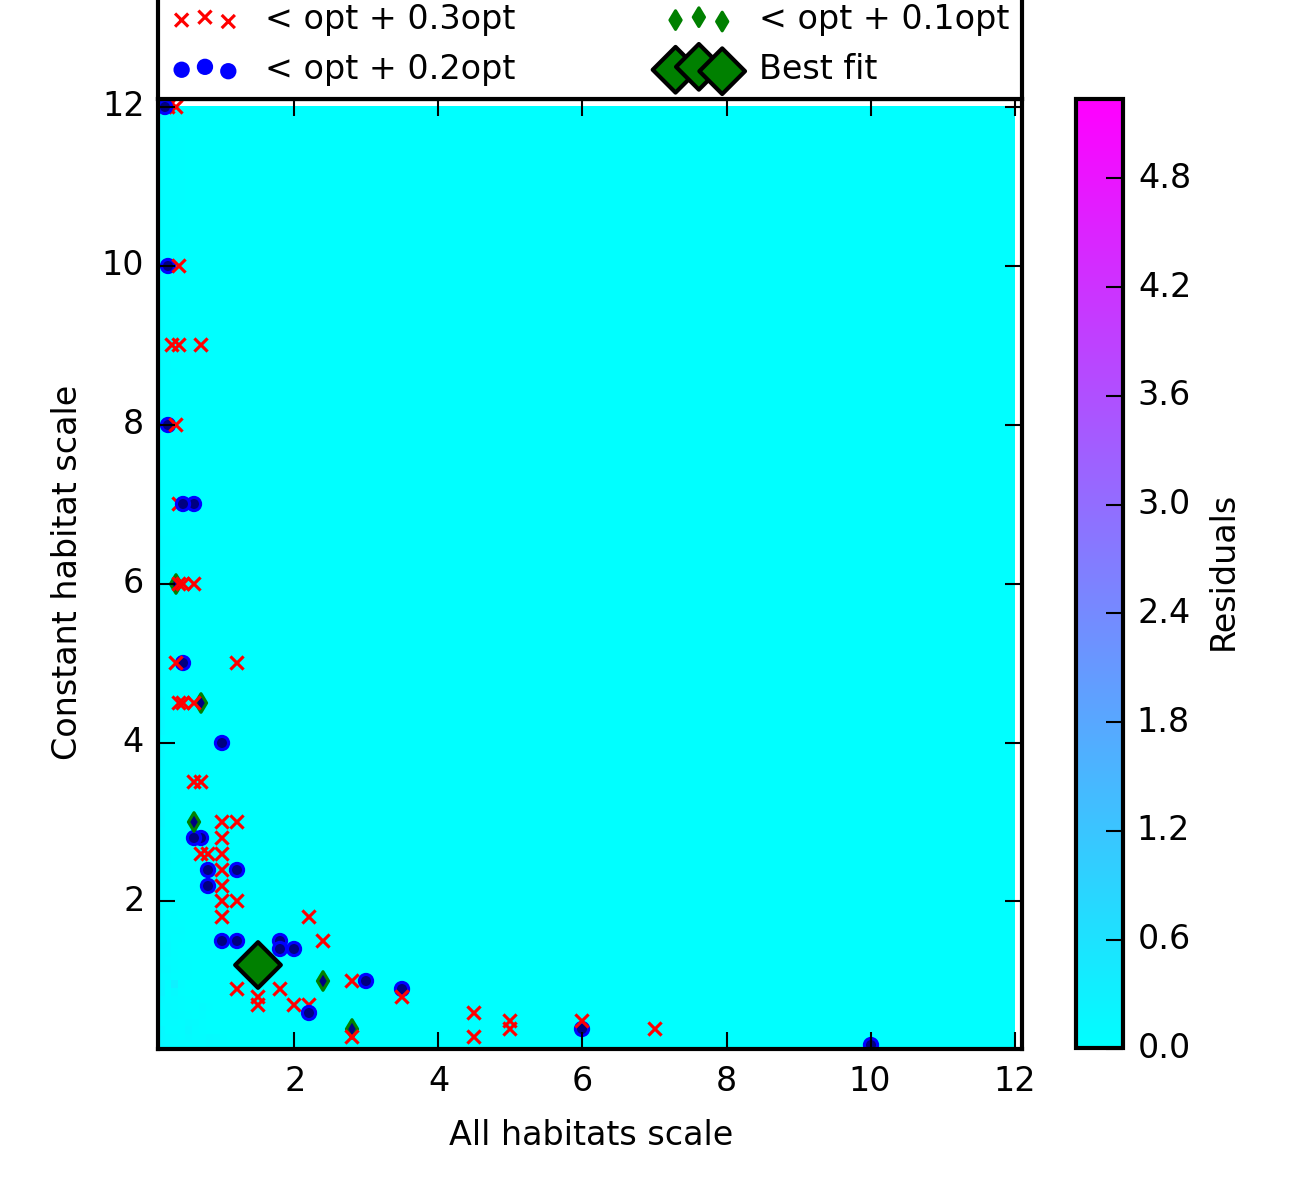 < opt + 0.3opt
< opt + 0.1opt
< opt + 0.2opt
Best fit
12
10
8
6
4
2
Constant habitat scale
2 4 6 8 10 12
All habitats scale
4.8
4.2
3.6
3.0
2.4
1.8
1.2
0.6
0.0
Residuals